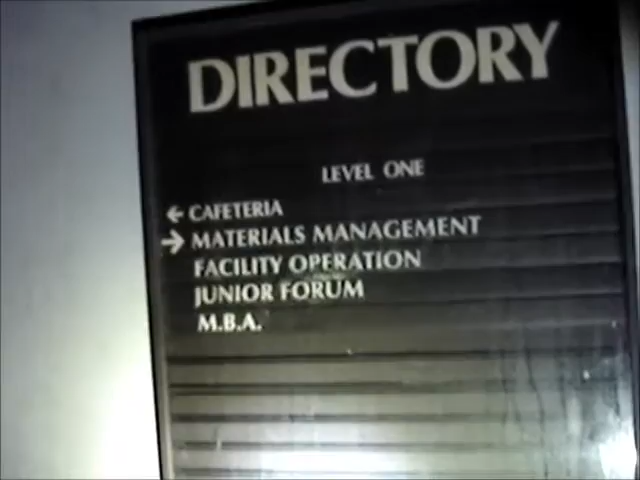 DIRECTORY
LEVEL ONE
← CAFETERIA
→ MATERIALS MANAGEMENT
FACILITY OPERATION
JUNIOR FORUM
M.B.A.